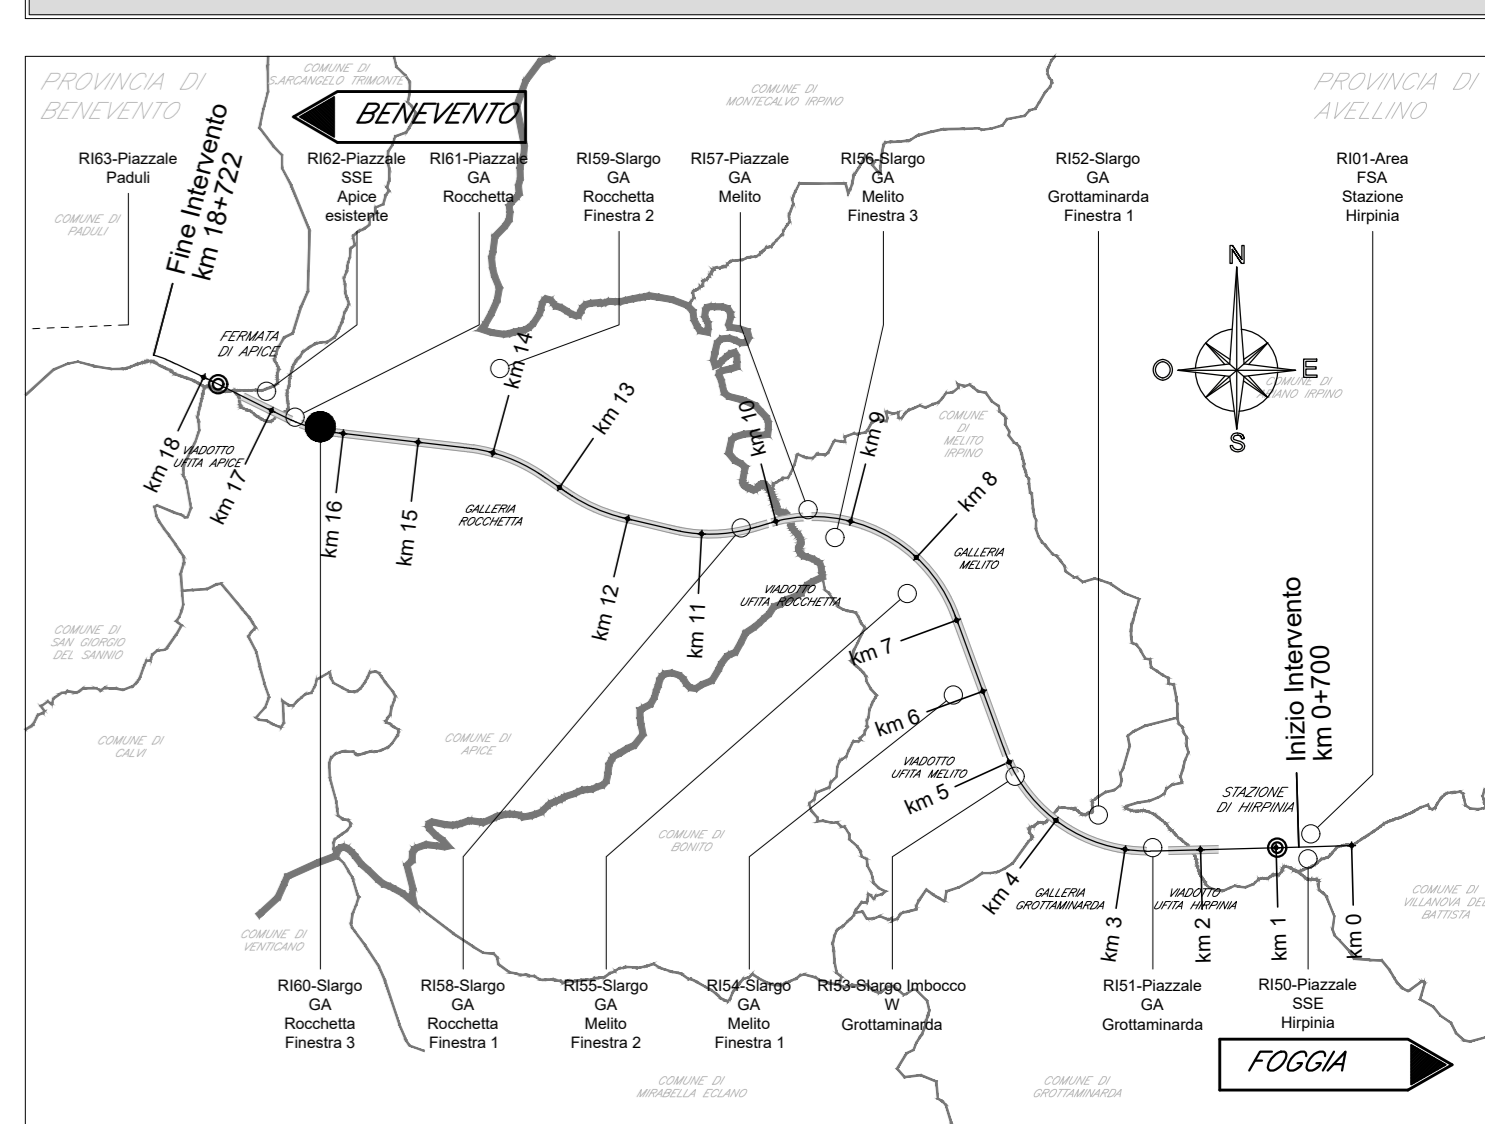 PROVINCIA DI
BENEVENTO
COMUNE DI
S.ARCANGELO TRIMONTE
BENEVENTO
COMUNE DI
MONTECALVO IRPINO
PROVINCIA DI
AVELLINO
RI63-Piazzale
Paduli
Fine Intervento
km 18+722
RI62-Piazzale
SSE
Apice
esistente
RI61-Piazzale
GA
Rocchetta
RI59-Slargo
GA
Rocchetta
Finestra 2
RI57-Piazzale
GA
Melito
RI56-Slargo
GA
Melito
Finestra 3
RI52-Slargo
GA
Grottaminarda
Finestra 1
RI01-Area
FSA
Stazione
Hirpinia
COMUNE DI
PADULI
N
O
E
S
COMUNE DI
ARIANO IRPINO
FERMATA
DI APICE
km 14
km 13
km 10
km 9
COMUNE
DI
MELITO
IRPINO
km 18
VIADOTTO
UFITA APICE
km 17
km 16
km 15
GALLERIA
ROCCHETTA
km 8
GALLERIA
MELITO
km 12
km 11
VIADOTTO
UFITA ROCCHETTA
km 7
COMUNE DI
SAN GIORGIO
DEL SANNIO
Inizio Intervento
km 0+700
COMUNE DI
CALVI
COMUNE DI
APICE
km 6
VIADOTTO
UFITA MELITO
km 5
STAZIONE
DI HIRPINIA
COMUNE DI
BONITO
km 4
GALLERIA
GROTTAMINARDA
km 3
VIADOTTO
UFITA HIRPINIA
km 2
km 1
km 0
COMUNE DI
VILLANOVA DEL
BATTISTA
COMUNE DI
VENTICANO
RI60-Slargo
GA
Rocchetta
Finestra 3
RI58-Slargo
GA
Rocchetta
Finestra 1
RI55-Slargo
GA
Melito
Finestra 2
RI54-Slargo
GA
Melito
Finestra 1
RI53-Slargo Imbocco
W
Grottaminarda
RI51-Piazzale
GA
Grottaminarda
RI50-Piazzale
SSE
Hirpinia
FOGGIA
COMUNE DI
MIRABELLA ECLANO
COMUNE DI
GROTTAMINARDA